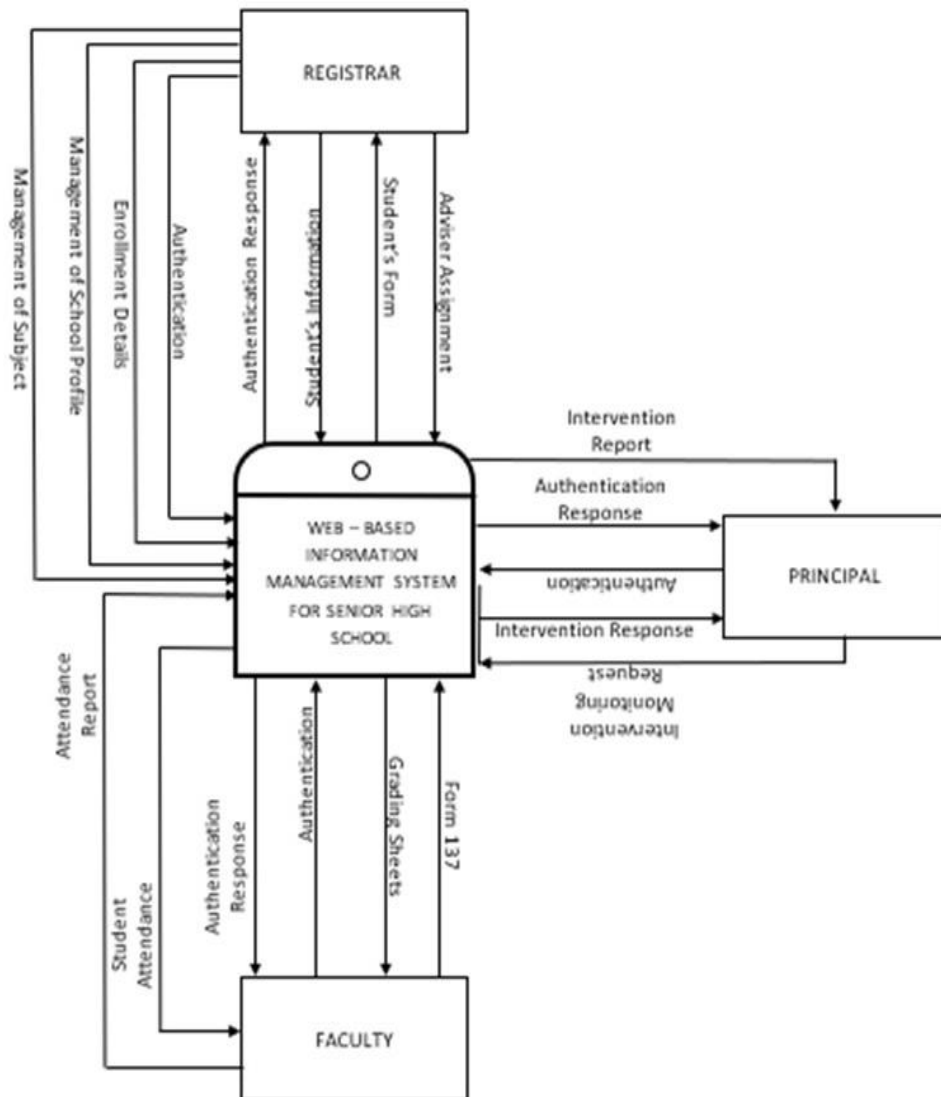 REGISTRAR
Management of Subject
Management of School Profile
Enrollment Details
Authentication
Authentication Response
Student's Information
Student's Form
Adviser Assignment
Intervention
Report
Authentication
Response
WEB – BASED
INFORMATION
MANAGEMENT SYSTEM
FOR SENIOR HIGH
SCHOOL
Authentication
PRINCIPAL
Intervention Response
Intervention
Monitoring
Request
Attendance
Report
Student
Attendance
Authentication
Response
Authentication
Grading Sheets
Form 137
FACULTY